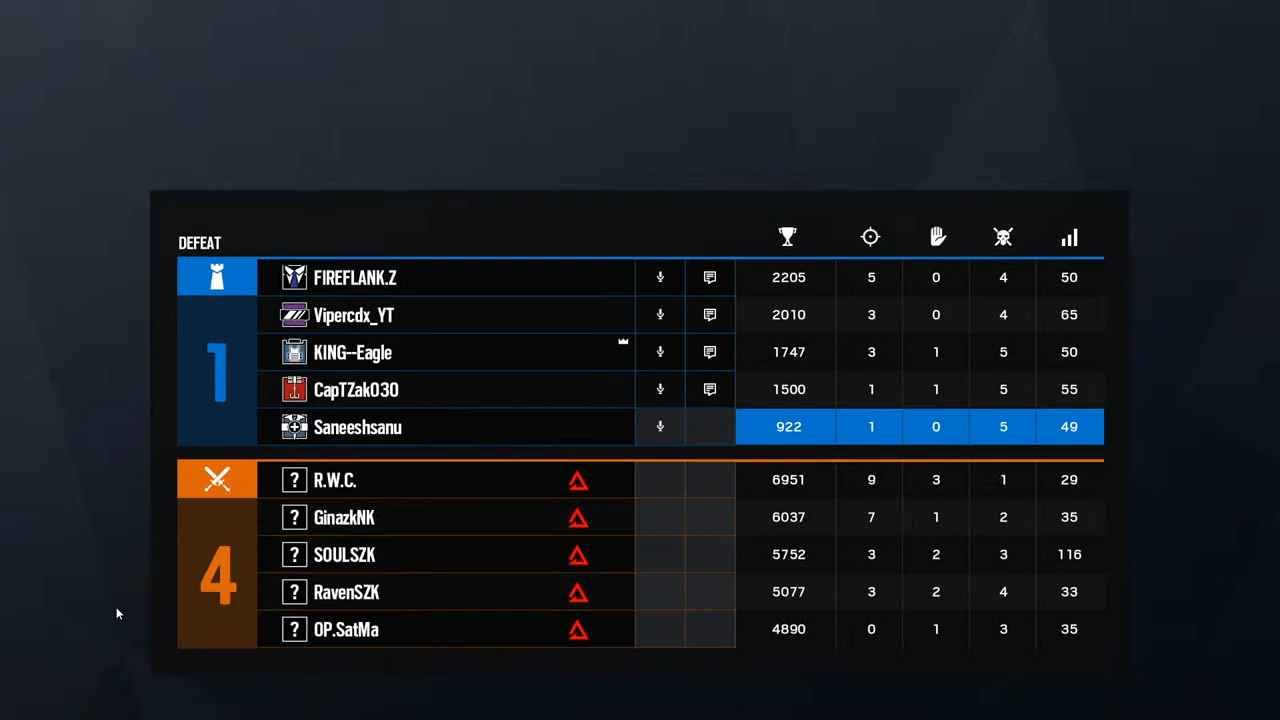 DEFEAT
FIREFLANK.Z 2205 5 0 4 50
Vipercdx_YT 2010 3 0 4 65
1 KING--Eagle 1747 3 1 5 50
CapTZak030 1500 1 1 5 55
Saneeshsanu 922 1 0 5 49
? R.W.C. 6951 9 3 1 29
? GinazkNK 6037 7 1 2 35
4 ? SOULSZK 5752 3 2 3 116
? RavenSZK 5077 3 2 4 33
? OP.SatMa 4890 0 1 3 35